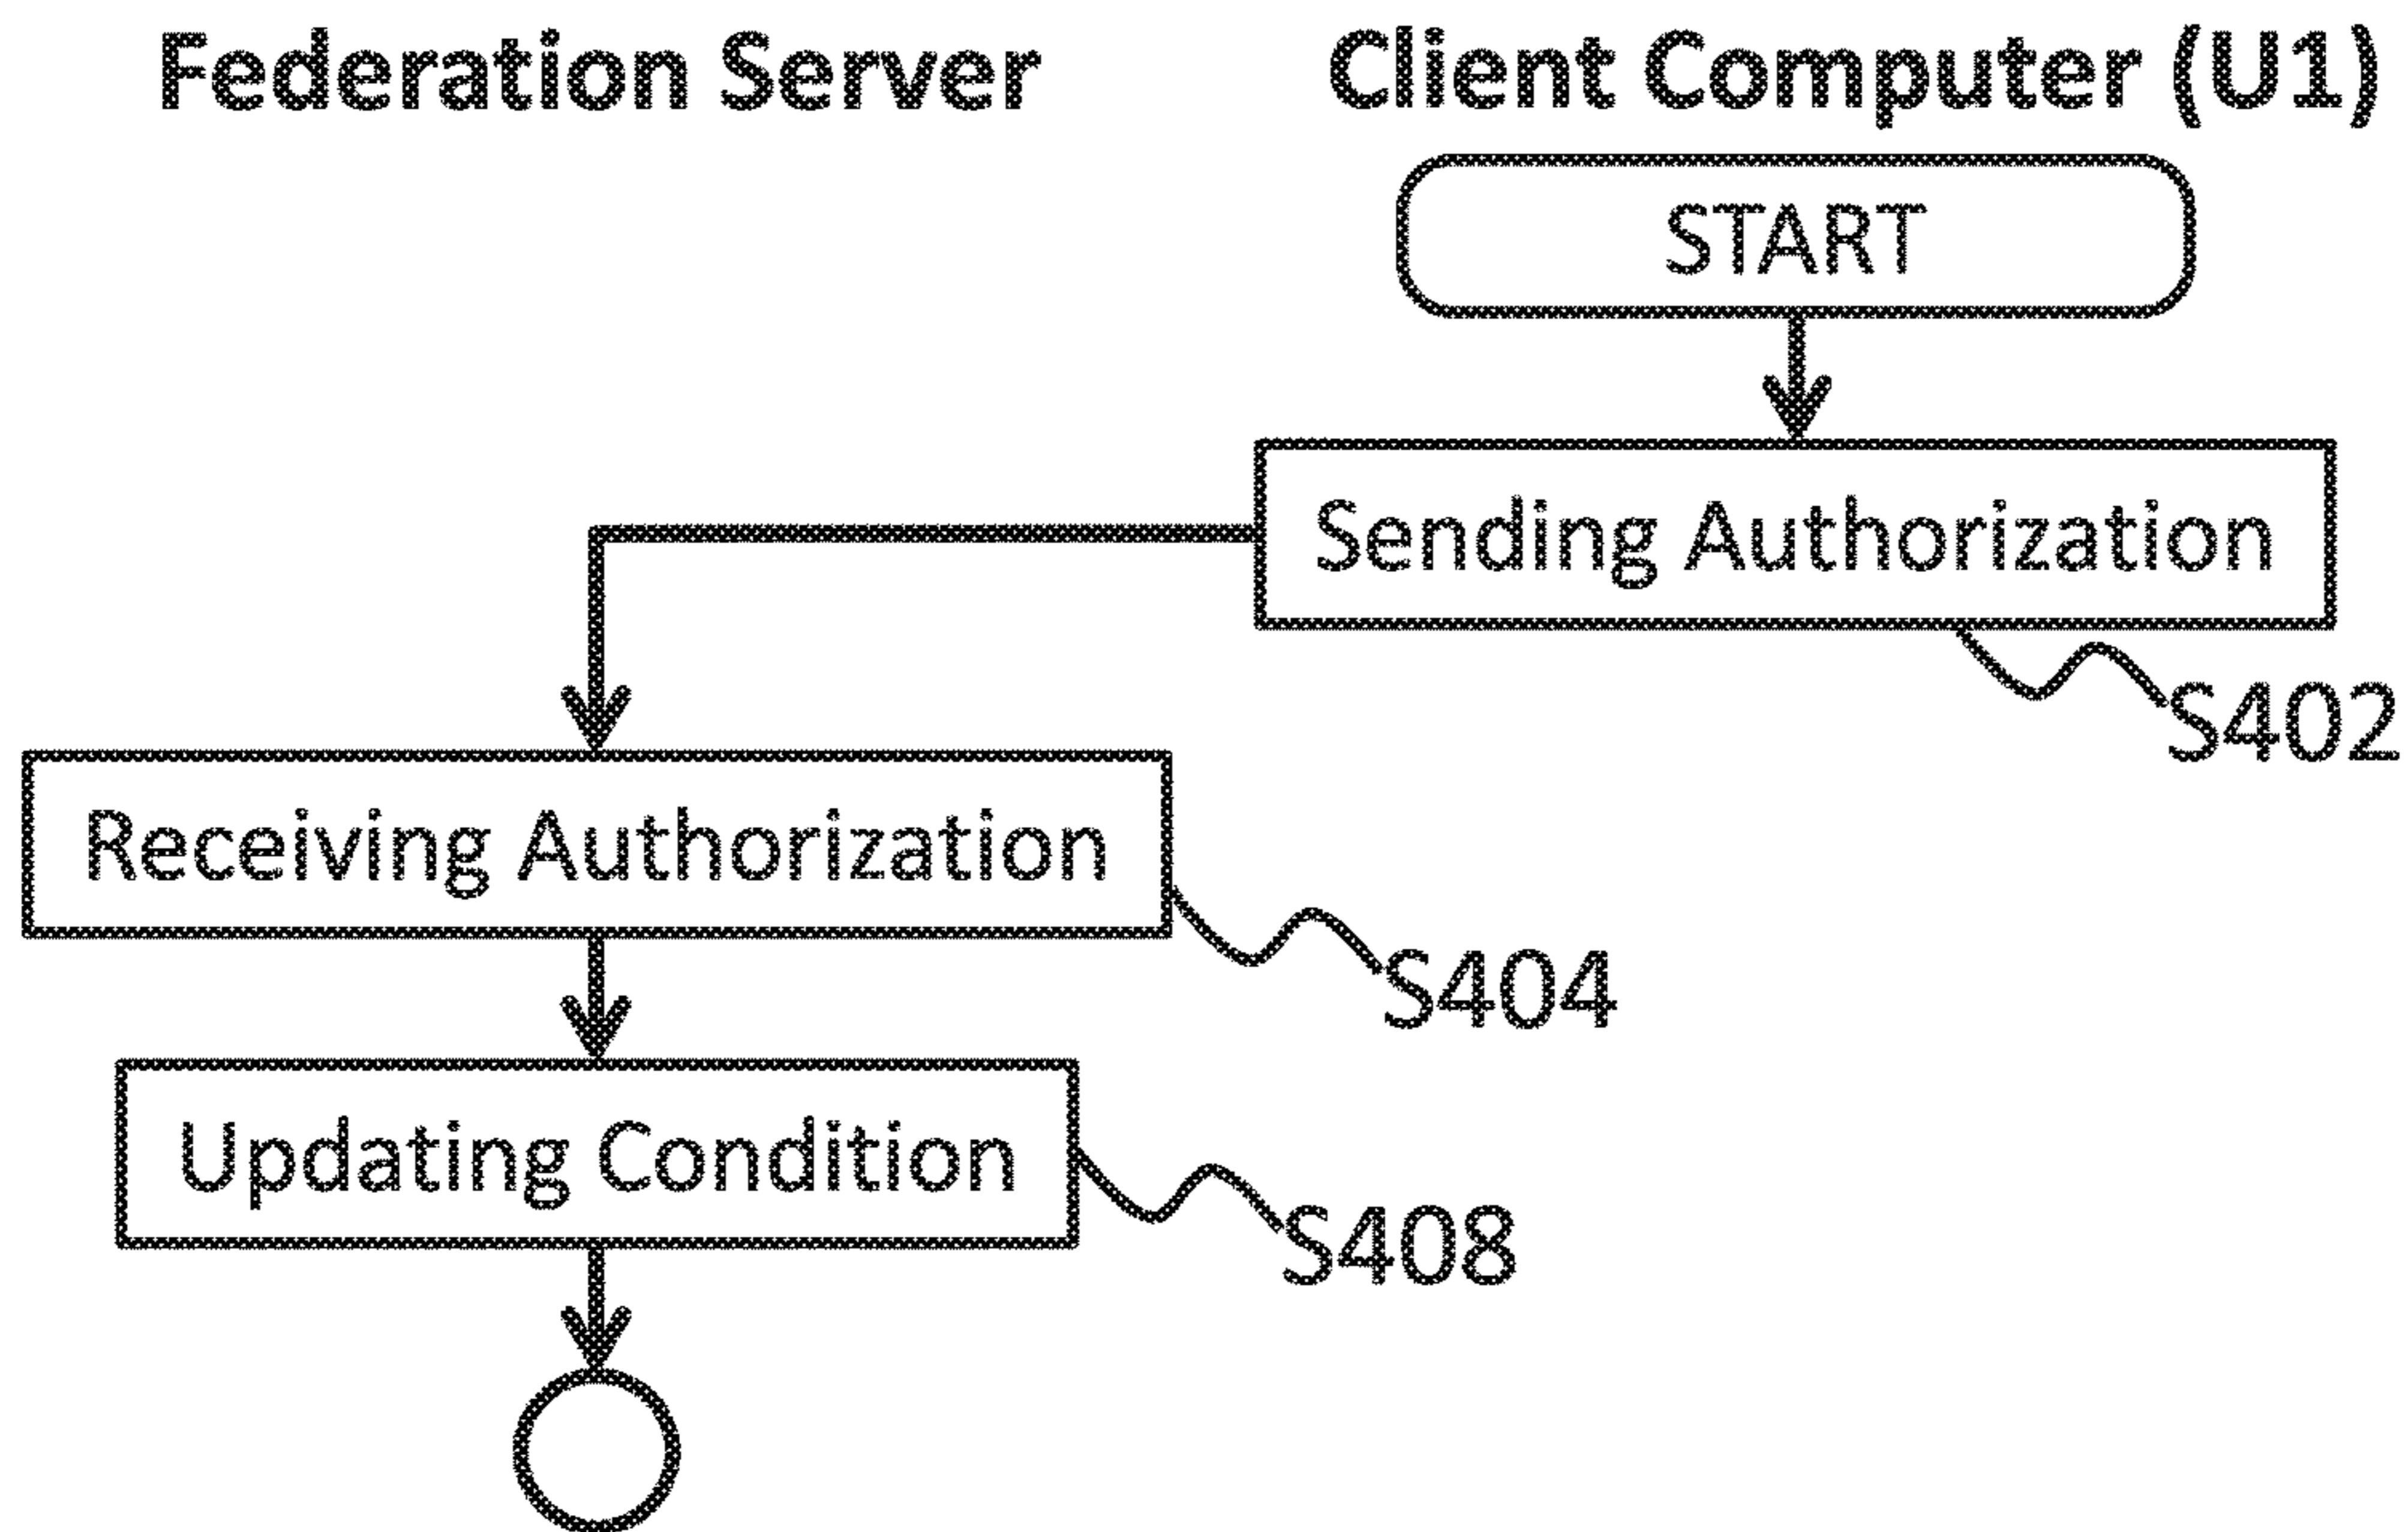 Federation Server
Client Computer (U1)
START
Sending Authorization
S402
Receiving Authorization
S404
Updating Condition
S408